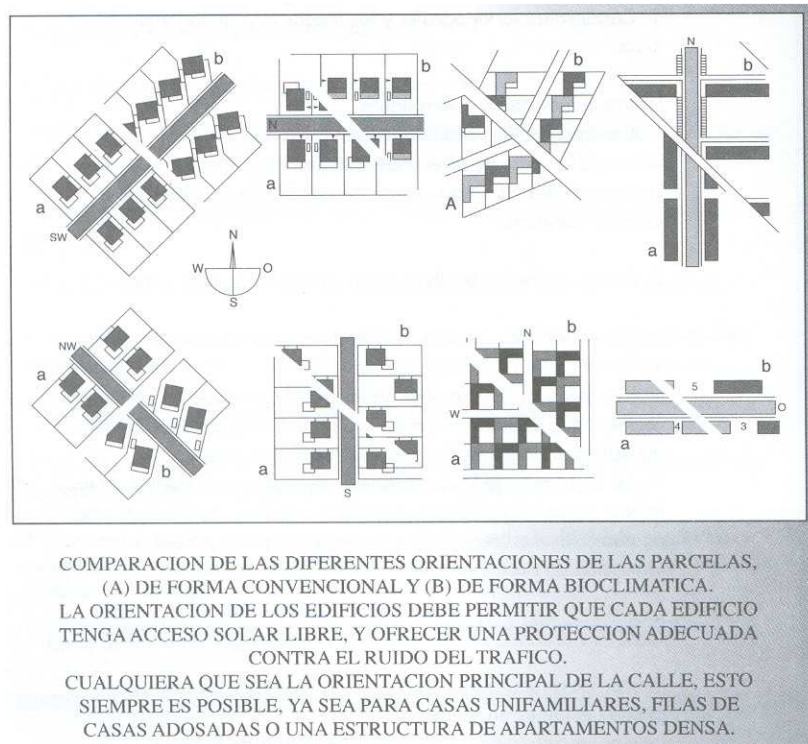 b
a
SW
b
N
a
b
A
N
b
a
N
W
O
S
NW
a
b
b
a
S
N
b
W
a
b
5
O
4
3
a
COMPARACION DE LAS DIFERENTES ORIENTACIONES DE LAS PARCELAS,
(A) DE FORMA CONVENCIONAL Y (B) DE FORMA BIOCLIMATICA.
LA ORIENTACION DE LOS EDIFICIOS DEBE PERMITIR QUE CADA EDIFICIO
TENGA ACCESO SOLAR LIBRE, Y OFRECER UNA PROTECCION ADECUADA
CONTRA EL RUIDO DEL TRAFICO.
CUALQUIERA QUE SEA LA ORIENTACION PRINCIPAL DE LA CALLE, ESTO
SIEMPRE ES POSIBLE, YA SEA PARA CASAS UNIFAMILIARES, FILAS DE
CASAS ADOSADAS O UNA ESTRUCTURA DE APARTAMENTOS DENSA.